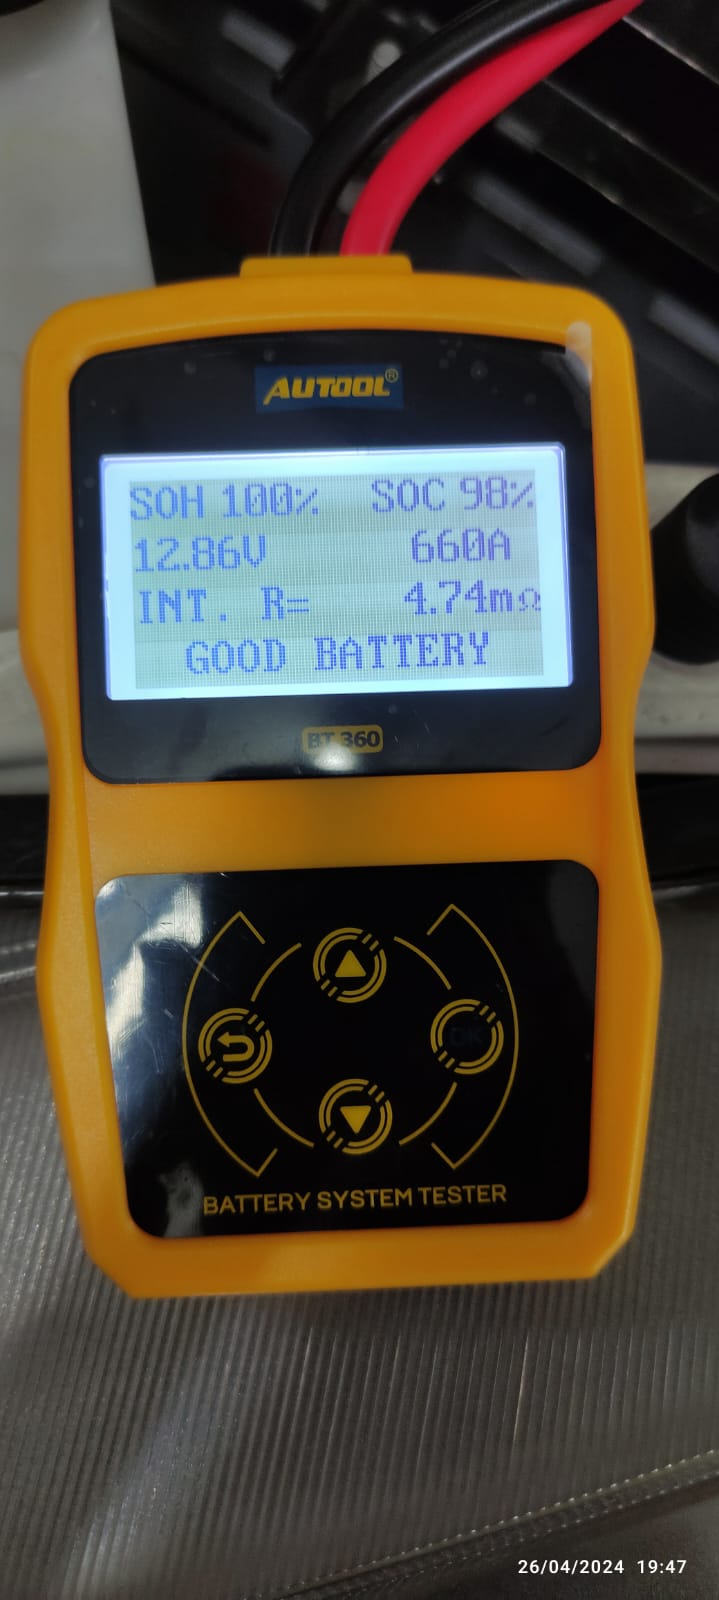 AUTOOL®
SOH 100% SOC 98%
12.86V 660A
INT. R= 4.74mΩ
GOOD BATTERY
BT 360
OK
BATTERY SYSTEM TESTER
26/04/2024 19:47